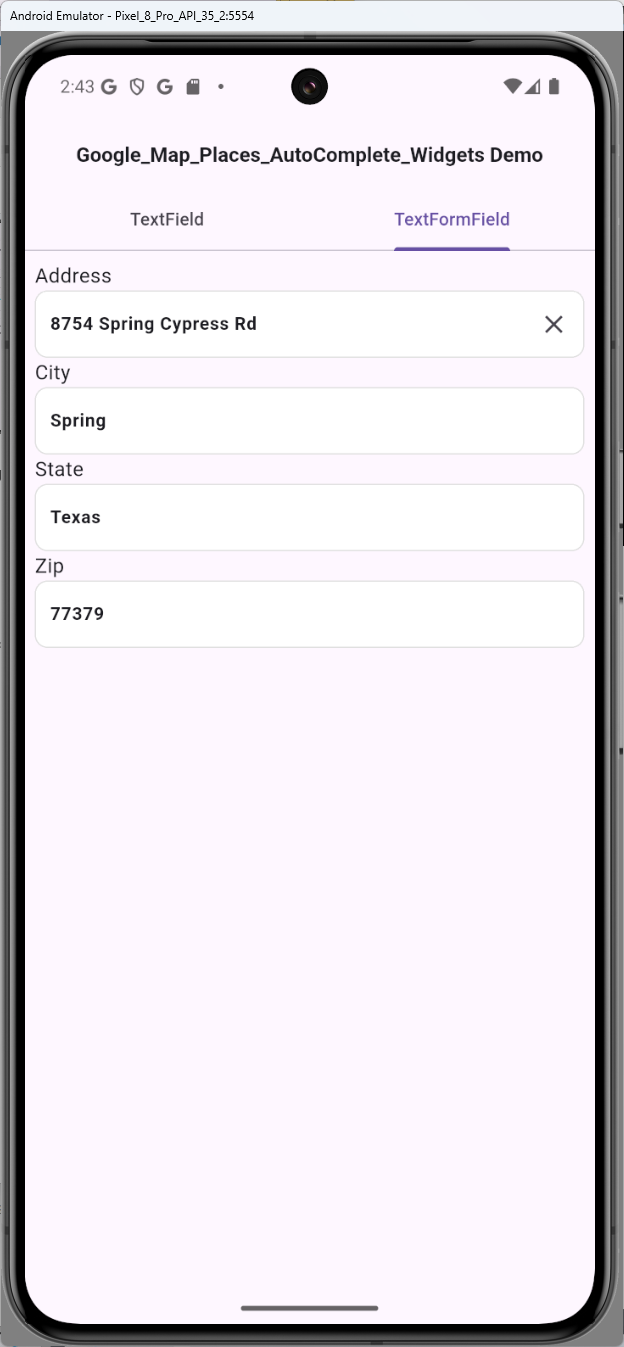 Android Emulator - Pixel_8_Pro_API_35_2:5554
2:43 G G
Google_Map_Places_AutoComplete_Widgets Demo
TextField TextFormField
Address
8754 Spring Cypress Rd
City
Spring
State
Texas
Zip
77379